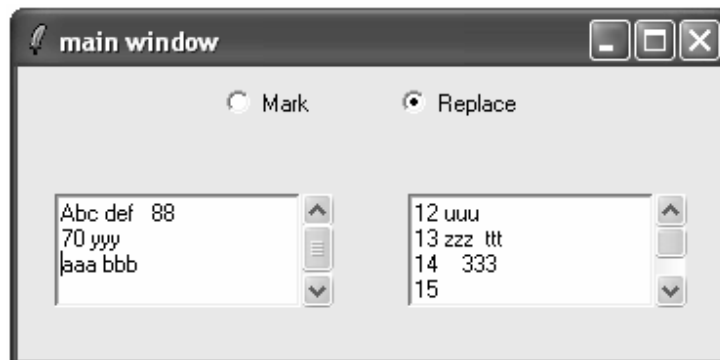 main window
Mark Replace
Abc def   88
70 yyy
aaa bbb
12 uuu
13 zzz  ttt
14    333
15